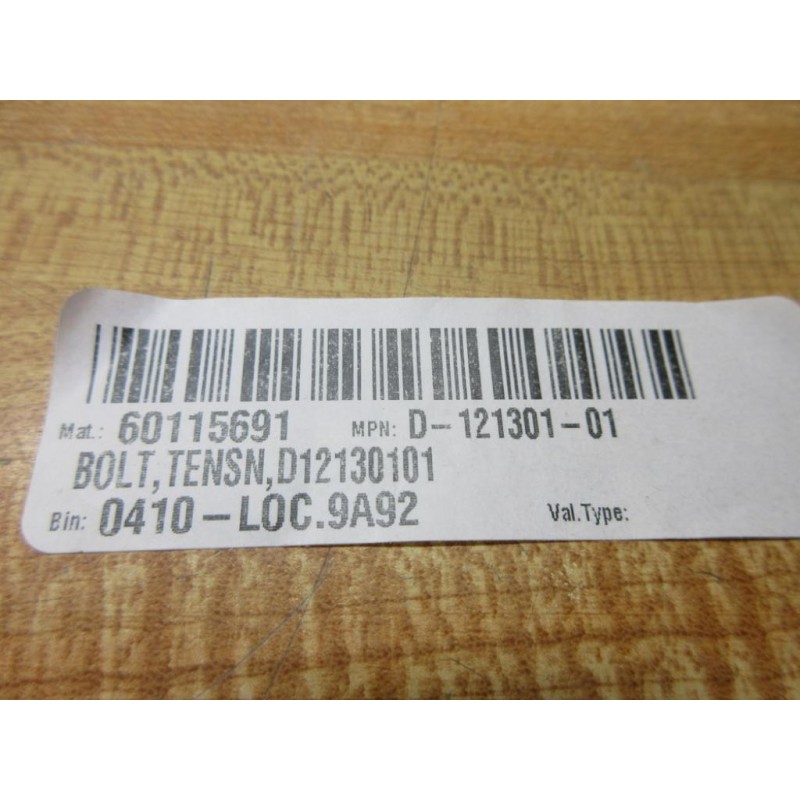 Mat.: 60115691 MPN: D-121301-01
BOLT,TENSN,D12130101
Bin: 0410-LOC.9A92 Val.Type: